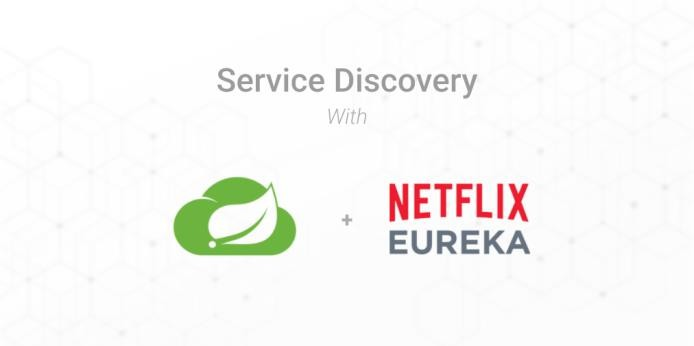 Service Discovery
With
+
NETFLIX
EUREKA